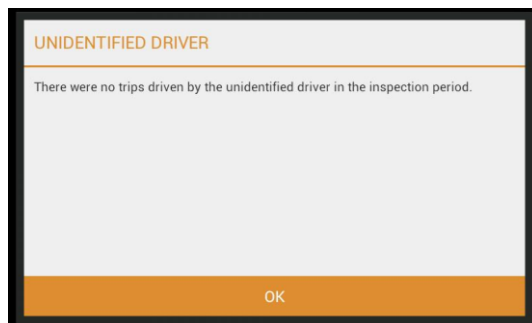 UNIDENTIFIED DRIVER
There were no trips driven by the unidentified driver in the inspection period.
OK